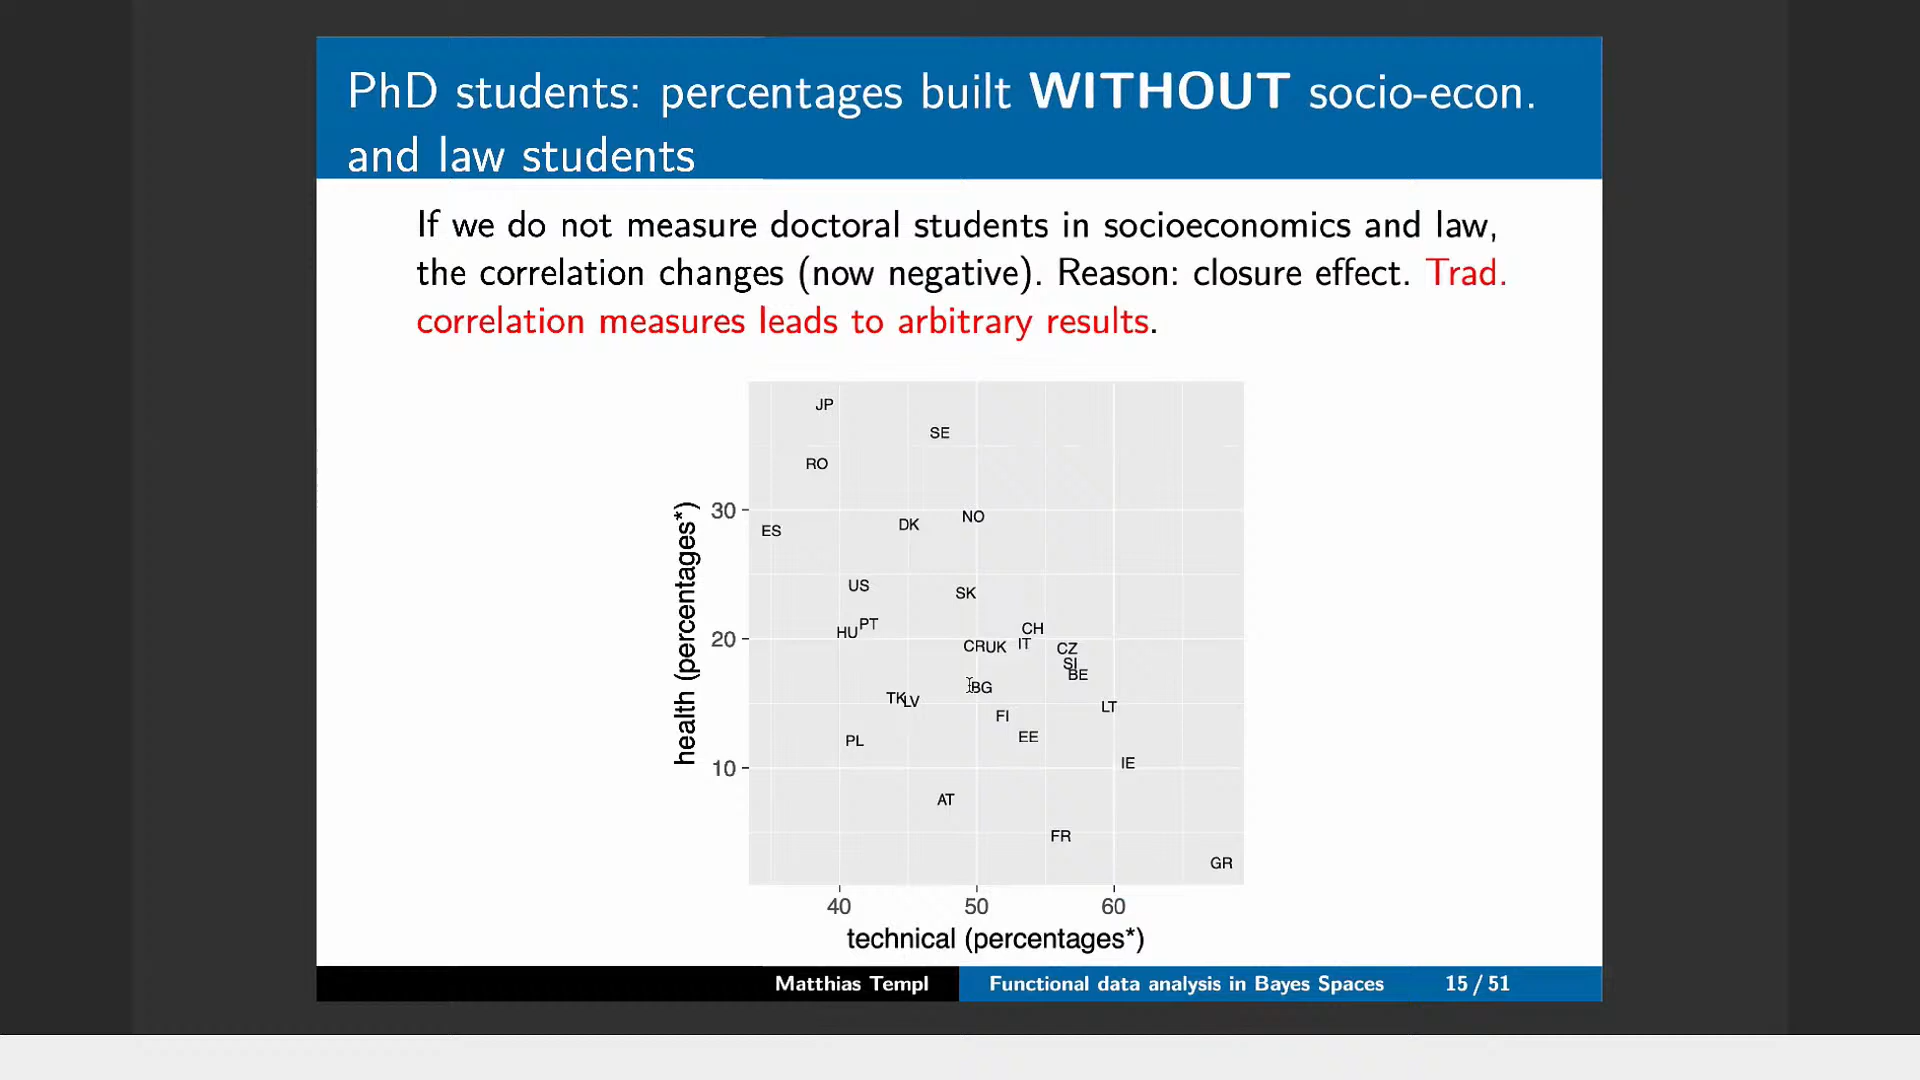 PhD students: percentages built WITHOUT socio-econ.
and law students
If we do not measure doctoral students in socioeconomics and law,
the correlation changes (now negative). Reason: closure effect. Trad.
correlation measures leads to arbitrary results.
JP
SE
RO
30
NO
DK
ES
US
SK
PT
CH
HU
20
IT
CR
UK
CZ
SI
BE
BG
TK
LV
LT
FI
EE
PL
IE
10
AT
FR
GR
health (percentages*)
40 50 60
technical (percentages*)
Matthias Templ Functional data analysis in Bayes Spaces 15 / 51